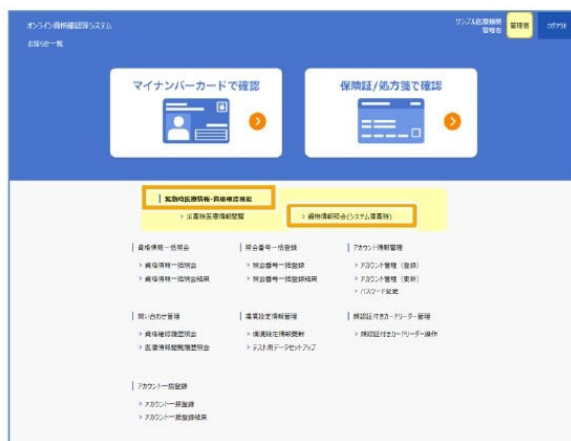 オンライン資格確認等システム
サンプル医療機関
管理者
管理者
ログアウト
お知らせ一覧
マイナンバーカードで確認
保険証/処方箋で確認
緊急時医療情報・資格確認機能
> 災害時医療情報閲覧
> 資格情報照会(システム障害時)
資格情報一括照会
照会番号一括登録
アカウント情報管理
> 資格情報一括照会
> 照会番号一括登録
> アカウント管理（登録）
> 資格情報一括照会結果
> 照会番号一括登録結果
> アカウント管理（更新）
> パスワード変更
問い合わせ管理
環境設定情報管理
顔認証付きカードリーダー管理
> 資格確認履歴照会
> 環境設定情報更新
> 顔認証付きカードリーダー操作
> 医療情報閲覧履歴照会
> テスト用データセットアップ
アカウント一括登録
> アカウント一括登録
> アカウント一括登録結果